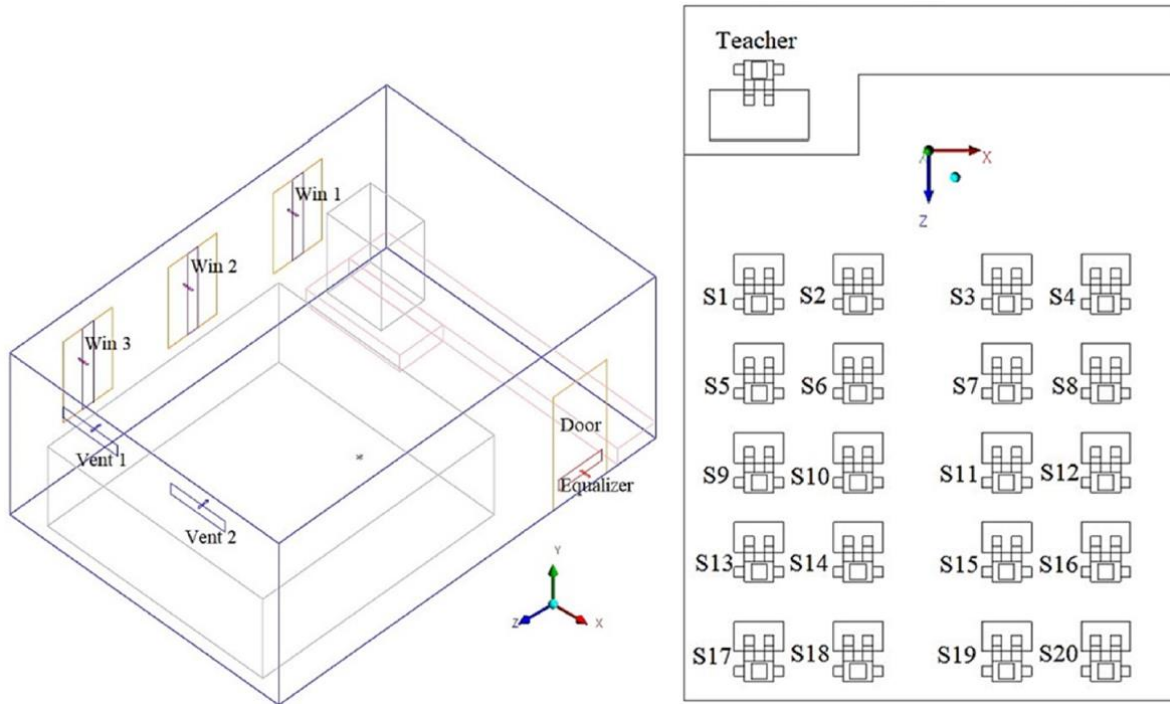 Win 1
Win 2
Win 3
Vent 1
Vent 2
Door
Equalizer
Y
Z
X
Teacher
X
Z
S1 S2 S3 S4
S5 S6 S7 S8
S9 S10 S11 S12
S13 S14 S15 S16
S17 S18 S19 S20